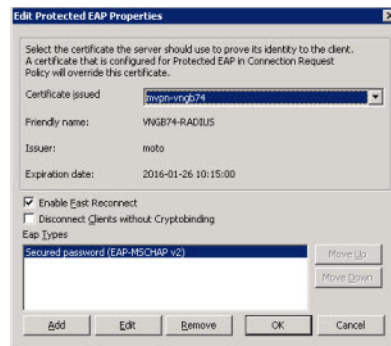 Edit Protected EAP Properties
Select the certificate the server should use to prove its identity to the client.
A certificate that is configured for Protected EAP in Connection Request
Policy will override this certificate.
Certificate issued
mvpn-vngb74
Friendly name:
VNGB74-RADIUS
Issuer:
moto
Expiration date:
2016-01-26 10:15:00
Enable Fast Reconnect
Disconnect Clients without Cryptobinding
Eap Types
Secured password (EAP-MSCHAP v2)
Move Up
Move Down
Add
Edit
Remove
OK
Cancel